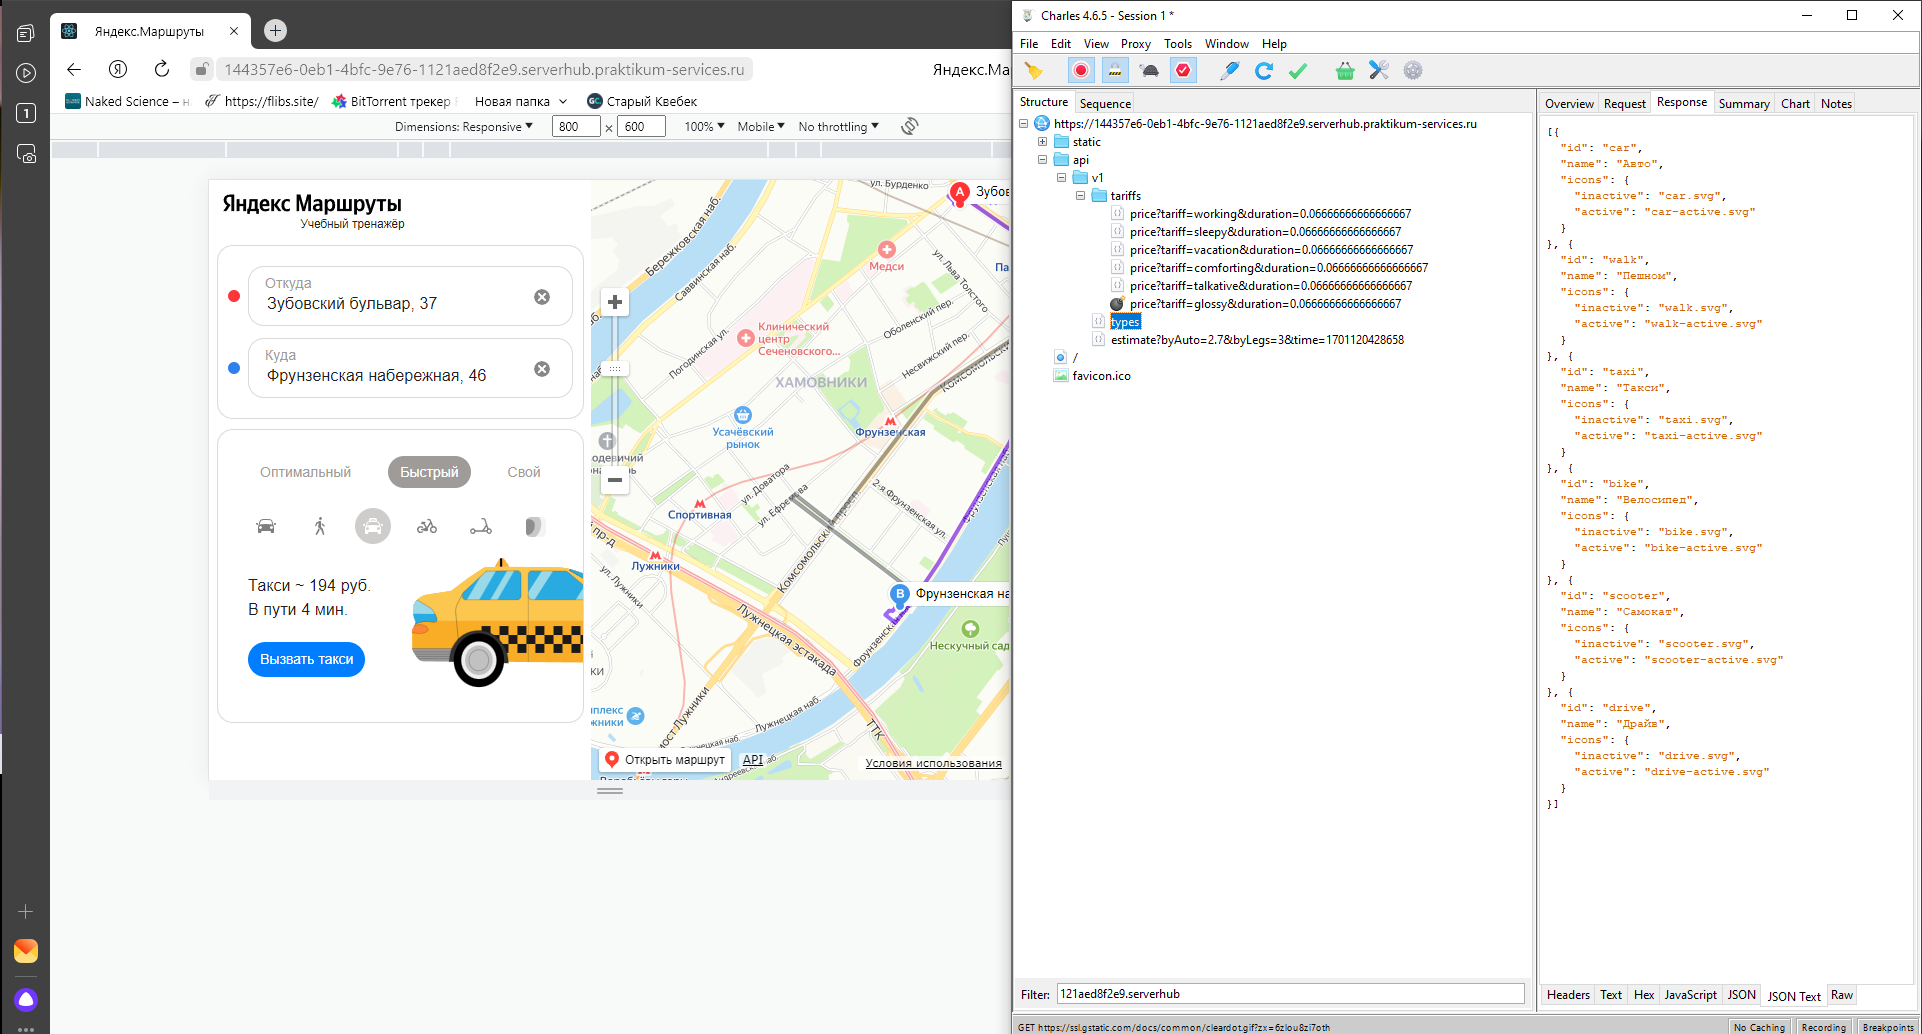 Яндекс.Маршруты
144357e6-0eb1-4bfc-9e76-1121aed8f2e9.serverhub.praktikum-services.ru
Яндекс.Ма
Naked Science – н
https://flibs.site/
BitTorrent трекер
Новая папка
GC
Старый Квебек
Dimensions: Responsive
800
×
600
100%
Mobile
No throttling
Яндекс Маршруты
Учебный тренажёр
Откуда
Зубовский бульвар, 37
Куда
Фрунзенская набережная, 46
Оптимальный
Быстрый
Свой
Такси ~ 194 руб.
В пути 4 мин.
Вызвать такси
ул. Бурденко
A
Зубов
Бережковская наб.
Саввинская наб.
Медси
ул. Льва Толстого
Па
Оболенский пер.
Клинический
центр
Сеченовского...
Погодинская ул.
Несвижский пер.
Комсомольский
ХАМОВНИКИ
Усачёвский
рынок
Фрунзенская
одевичий
ул. Доватора
ул. Ефремова
2-я Фрунзенская ул.
Фрунзенская наб.
Спортивная
Комсомольский просп.
Лужники
ул. Лужники
B
Фрунзенская на
Лужнецкая эстакада
Фрунзенская
Нескучный сад
мост Лужники
Лужнецкая наб.
плекс
жники
ТТК
Открыть маршрут
API
Условия использования
Charles 4.6.5 - Session 1 *
File Edit View Proxy Tools Window Help
Structure
Sequence
https://144357e6-0eb1-4bfc-9e76-1121aed8f2e9.serverhub.praktikum-services.ru
static
api
v1
tariffs
price?tariff=working&duration=0.06666666666666667
price?tariff=sleepy&duration=0.06666666666666667
price?tariff=vacation&duration=0.06666666666666667
price?tariff=comforting&duration=0.06666666666666667
price?tariff=talkative&duration=0.06666666666666667
price?tariff=glossy&duration=0.06666666666666667
types
estimate?byAuto=2.7&byLegs=3&time=1701120428658
/
favicon.ico
Filter:
121aed8f2e9.serverhub
GET https://ssl.gstatic.com/docs/common/cleardot.gif?zx=6zlou8zi7oth
Overview Request Response Summary Chart Notes
[{
"id": "car",
"name": "Авто",
"icons": {
"inactive": "car.svg",
"active": "car-active.svg"
}
}, {
"id": "walk",
"name": "Пешком",
"icons": {
"inactive": "walk.svg",
"active": "walk-active.svg"
}
}, {
"id": "taxi",
"name": "Такси",
"icons": {
"inactive": "taxi.svg",
"active": "taxi-active.svg"
}
}, {
"id": "bike",
"name": "Велосипед",
"icons": {
"inactive": "bike.svg",
"active": "bike-active.svg"
}
}, {
"id": "scooter",
"name": "Самокат",
"icons": {
"inactive": "scooter.svg",
"active": "scooter-active.svg"
}
}, {
"id": "drive",
"name": "Драйв",
"icons": {
"inactive": "drive.svg",
"active": "drive-active.svg"
}
}]
Headers Text Hex JavaScript JSON JSON Text Raw
No Caching
Recording
Breakpoints